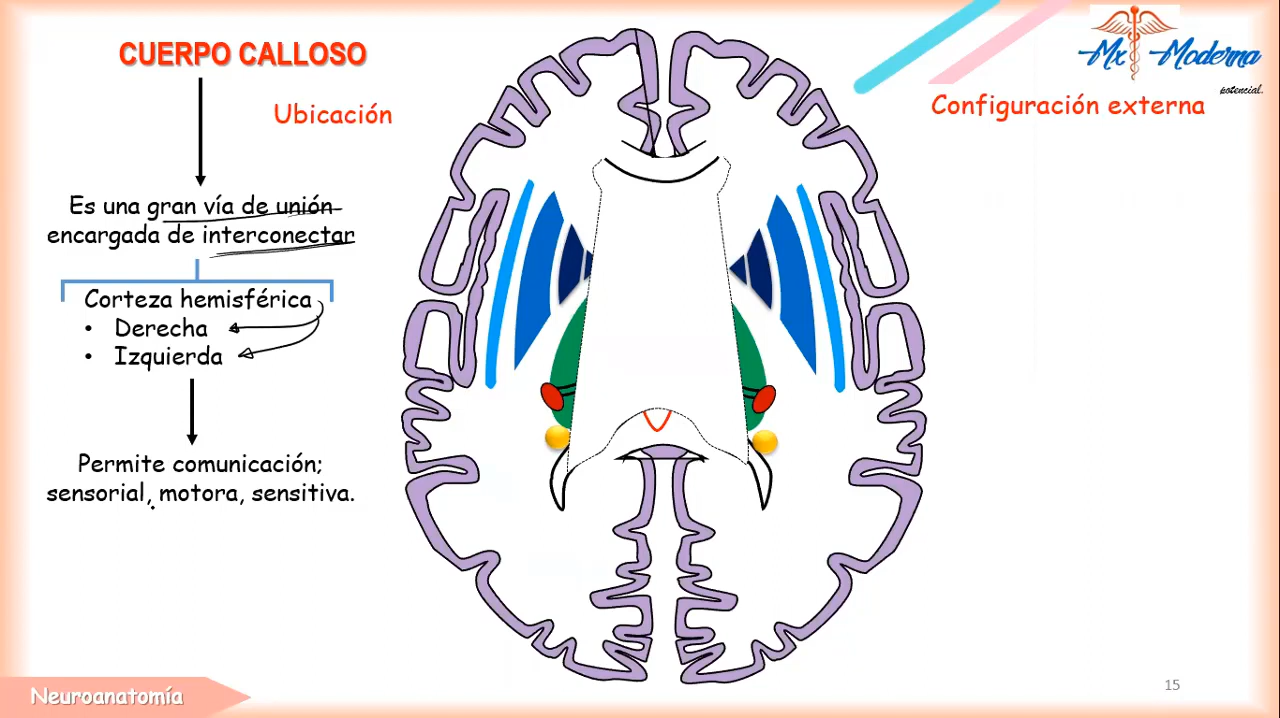 CUERPO CALLOSO
Ubicación
Es una gran vía de unión
encargada de interconectar
Corteza hemisférica
• Derecha
• Izquierda
Permite comunicación;
sensorial, motora, sensitiva.
Mx Moderna
potencial.
Configuración externa
Neuroanatomía
15